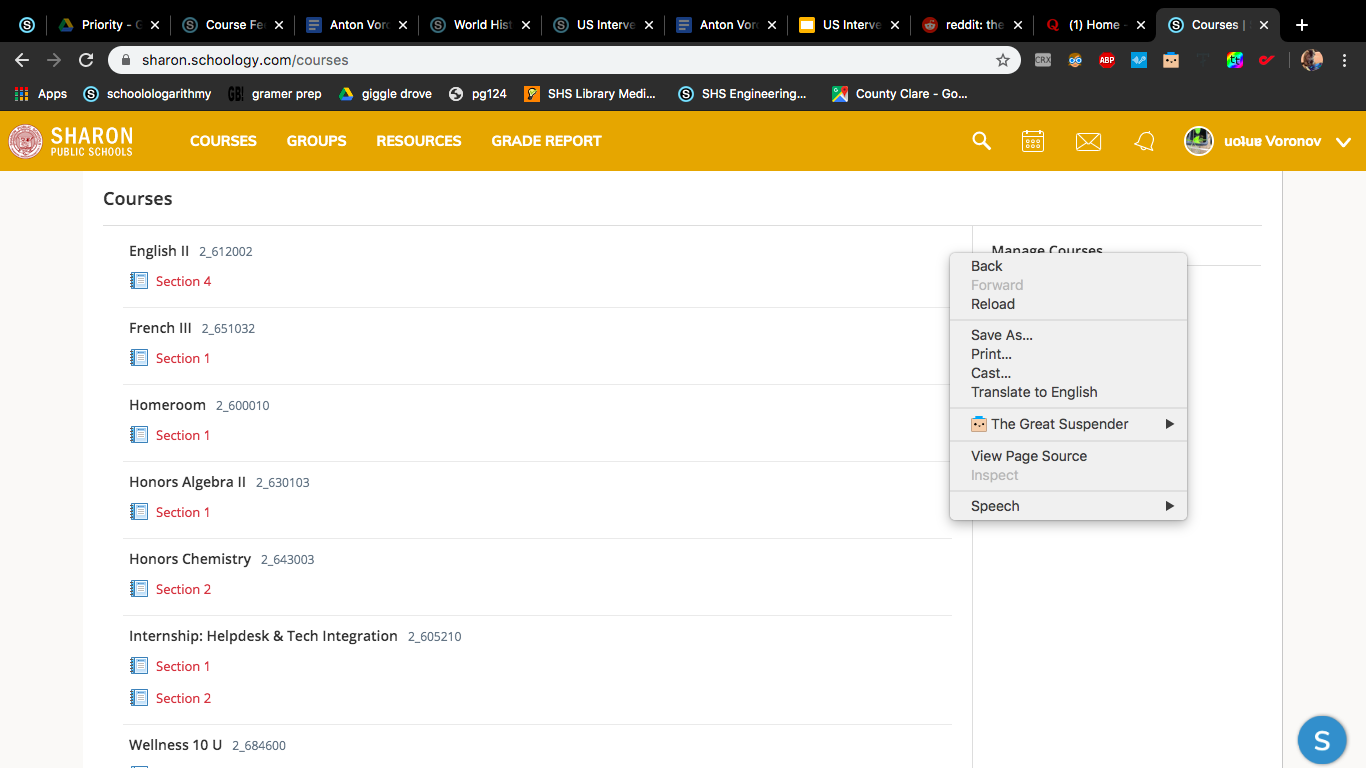 Priority - G
Course Fe
Anton Vor
World Hist
US Interve
Anton Vor
US Interve
reddit: the
(1) Home -
Courses |
sharon.schoology.com/courses
CRX
ABP
Apps
schoolologarithmy
GB!
gramer prep
giggle drove
pg124
SHS Library Medi...
SHS Engineering...
County Clare - Go...
SHARON
PUBLIC SCHOOLS
COURSES
GROUPS
RESOURCES
GRADE REPORT
uoʇuɐ Voronov
Courses
English II 2_612002
Section 4
French III 2_651032
Section 1
Homeroom 2_600010
Section 1
Honors Algebra II 2_630103
Section 1
Honors Chemistry 2_643003
Section 2
Internship: Helpdesk & Tech Integration 2_605210
Section 1
Section 2
Wellness 10 U 2_684600
Manage Courses
Back
Forward
Reload
Save As...
Print...
Cast...
Translate to English
The Great Suspender
View Page Source
Inspect
Speech
S